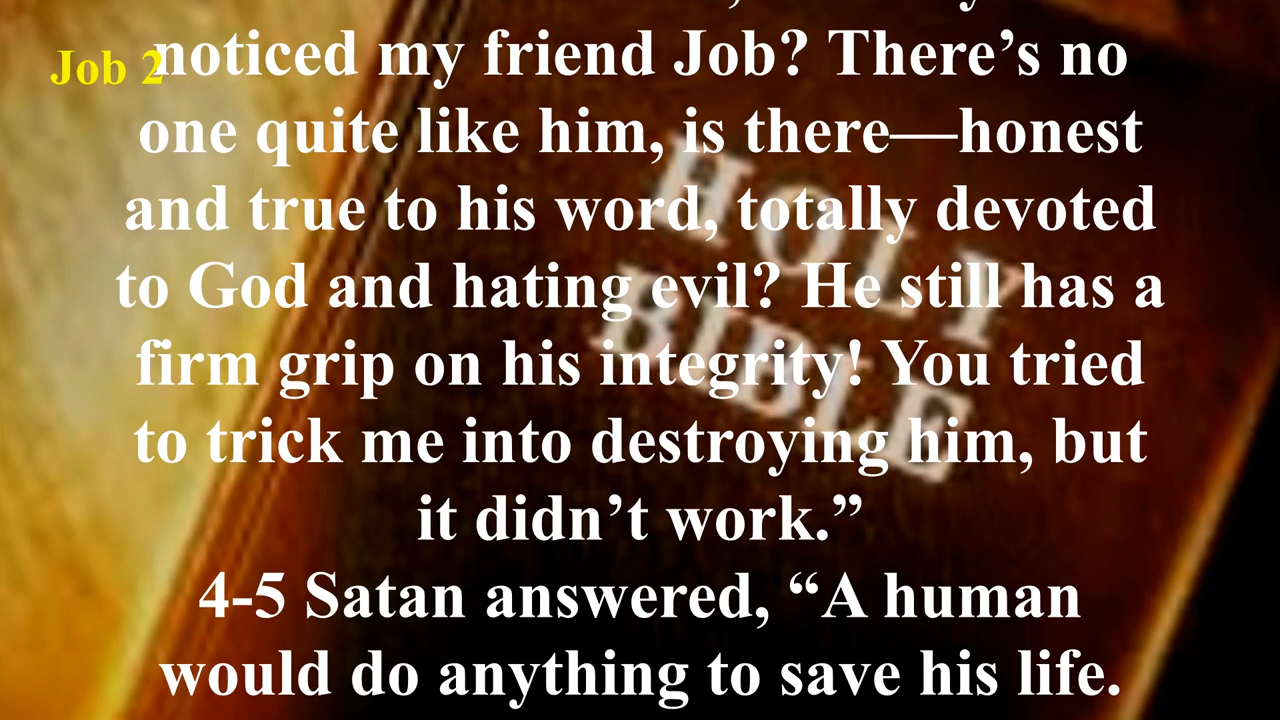 Job 2
noticed my friend Job? There’s no
one quite like him, is there—honest
and true to his word, totally devoted
to God and hating evil? He still has a
firm grip on his integrity! You tried
to trick me into destroying him, but
it didn’t work.”
4-5 Satan answered, “A human
would do anything to save his life.
HOLY
BIBLE